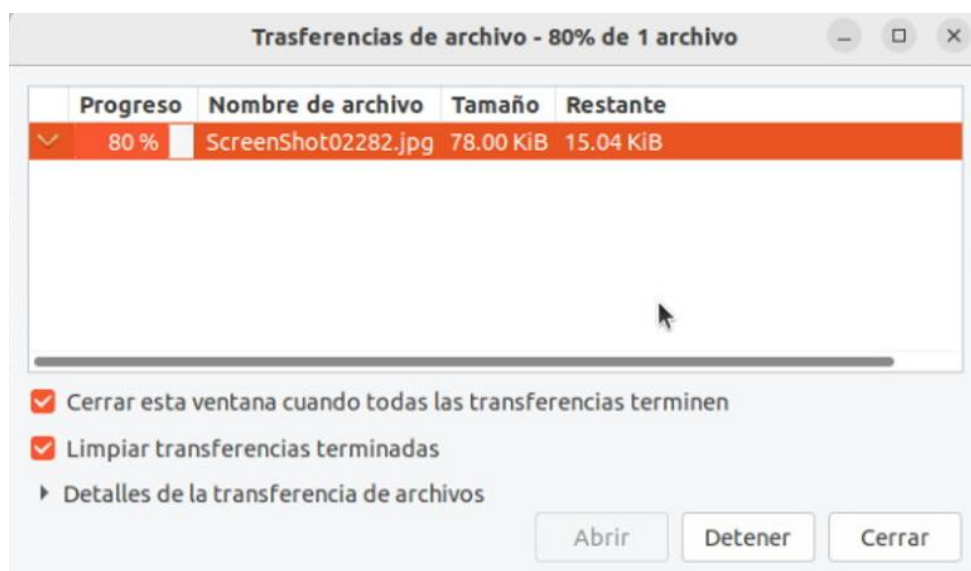 Trasferencias de archivo - 80% de 1 archivo
Progreso Nombre de archivo Tamaño Restante
80 % ScreenShot02282.jpg 78.00 KiB 15.04 KiB
Cerrar esta ventana cuando todas las transferencias terminen
Limpiar transferencias terminadas
Detalles de la transferencia de archivos
Abrir Detener Cerrar